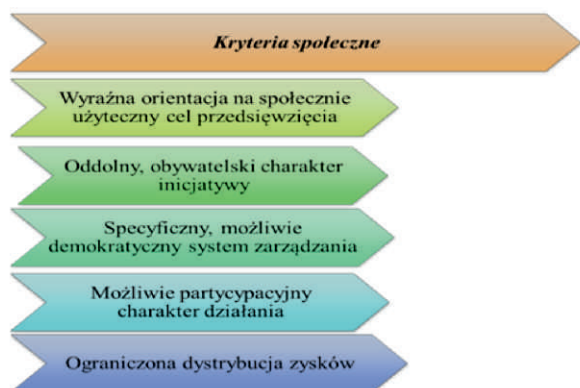 Kryteria społeczne
Wyraźna orientacja na społecznie
użyteczny cel przedsięwzięcia
Oddolny, obywatelski charakter
inicjatywy
Specyficzny, możliwie
demokratyczny system zarządzania
Możliwie partycypacyjny
charakter działania
Ograniczona dystrybucja zysków